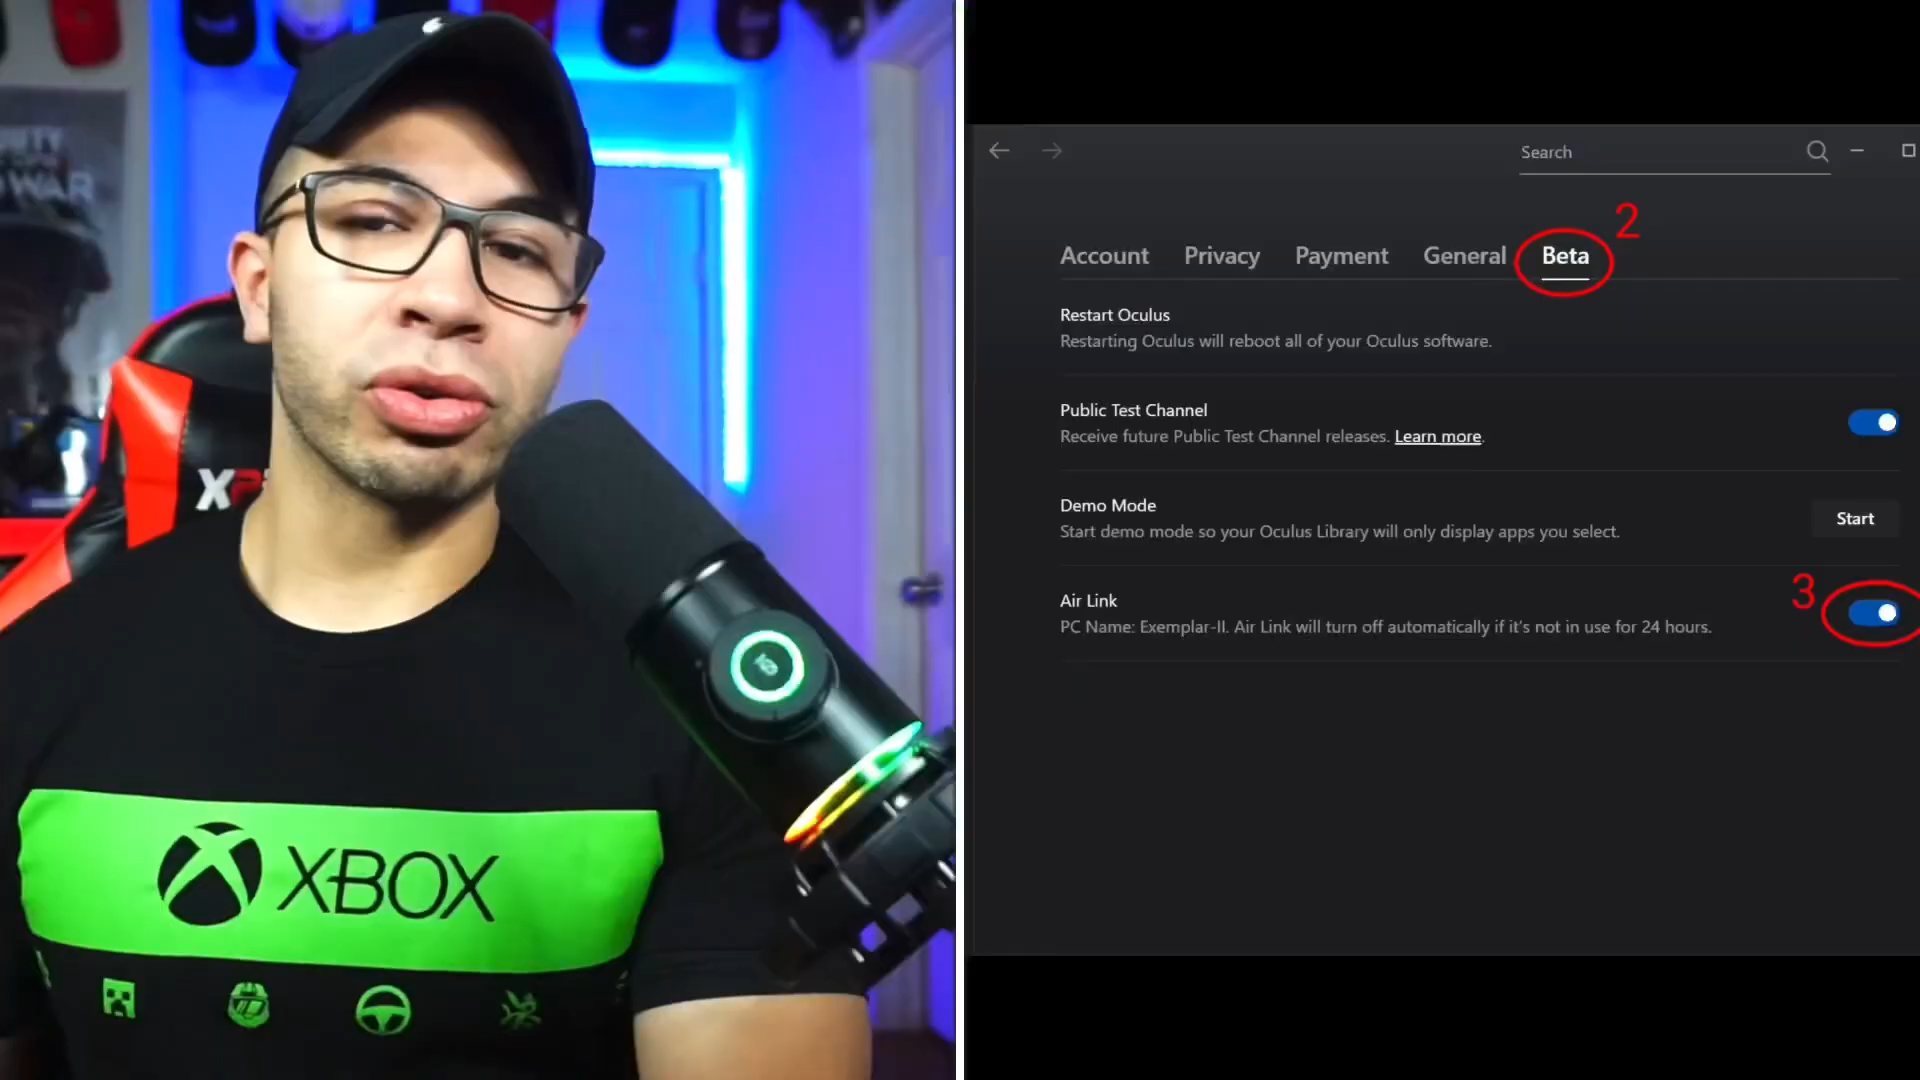 WAR
XBOX
Search
2
Account Privacy Payment General Beta
Restart Oculus
Restarting Oculus will reboot all of your Oculus software.
Public Test Channel
Receive future Public Test Channel releases. Learn more.
Demo Mode
Start demo mode so your Oculus Library will only display apps you select.
Start
3
Air Link
PC Name: Exemplar-II. Air Link will turn off automatically if it's not in use for 24 hours.